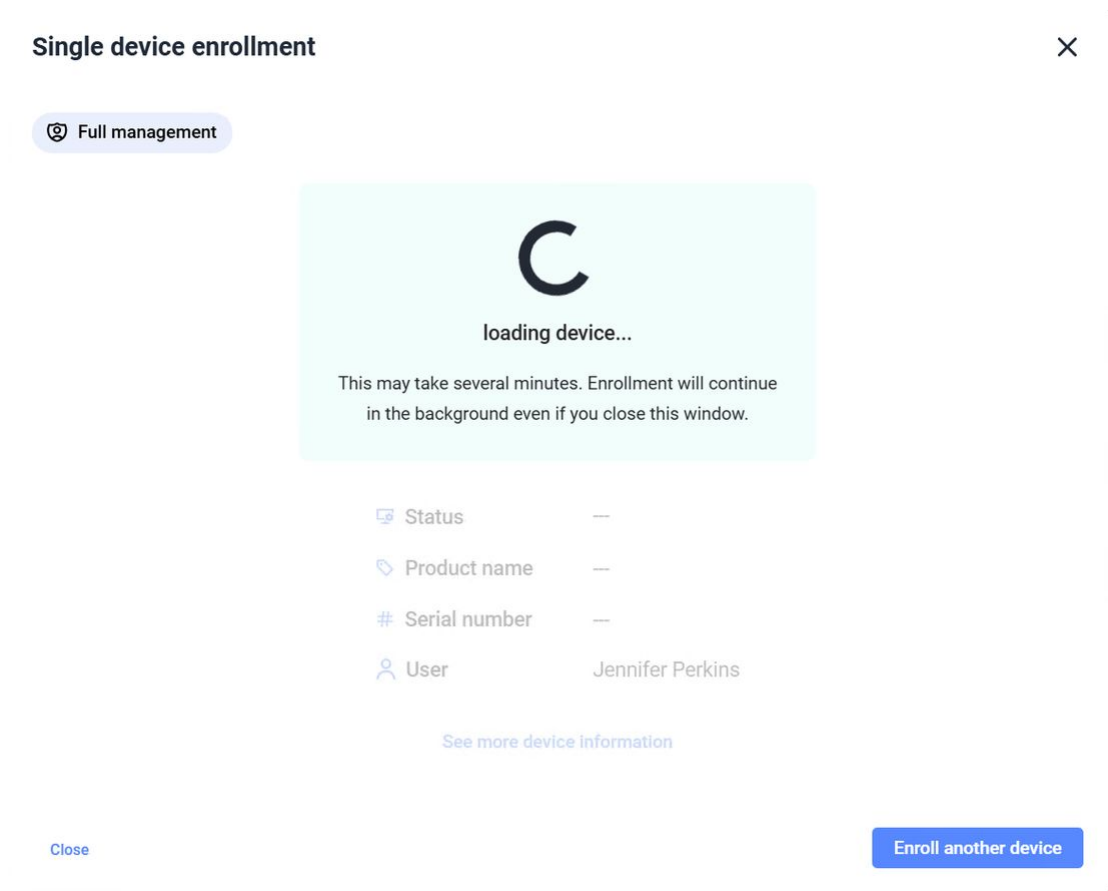 Single device enrollment
Full management
loading device...
This may take several minutes. Enrollment will continue
in the background even if you close this window.
Status —
Product name —
# Serial number —
User Jennifer Perkins
See more device information
Close Enroll another device